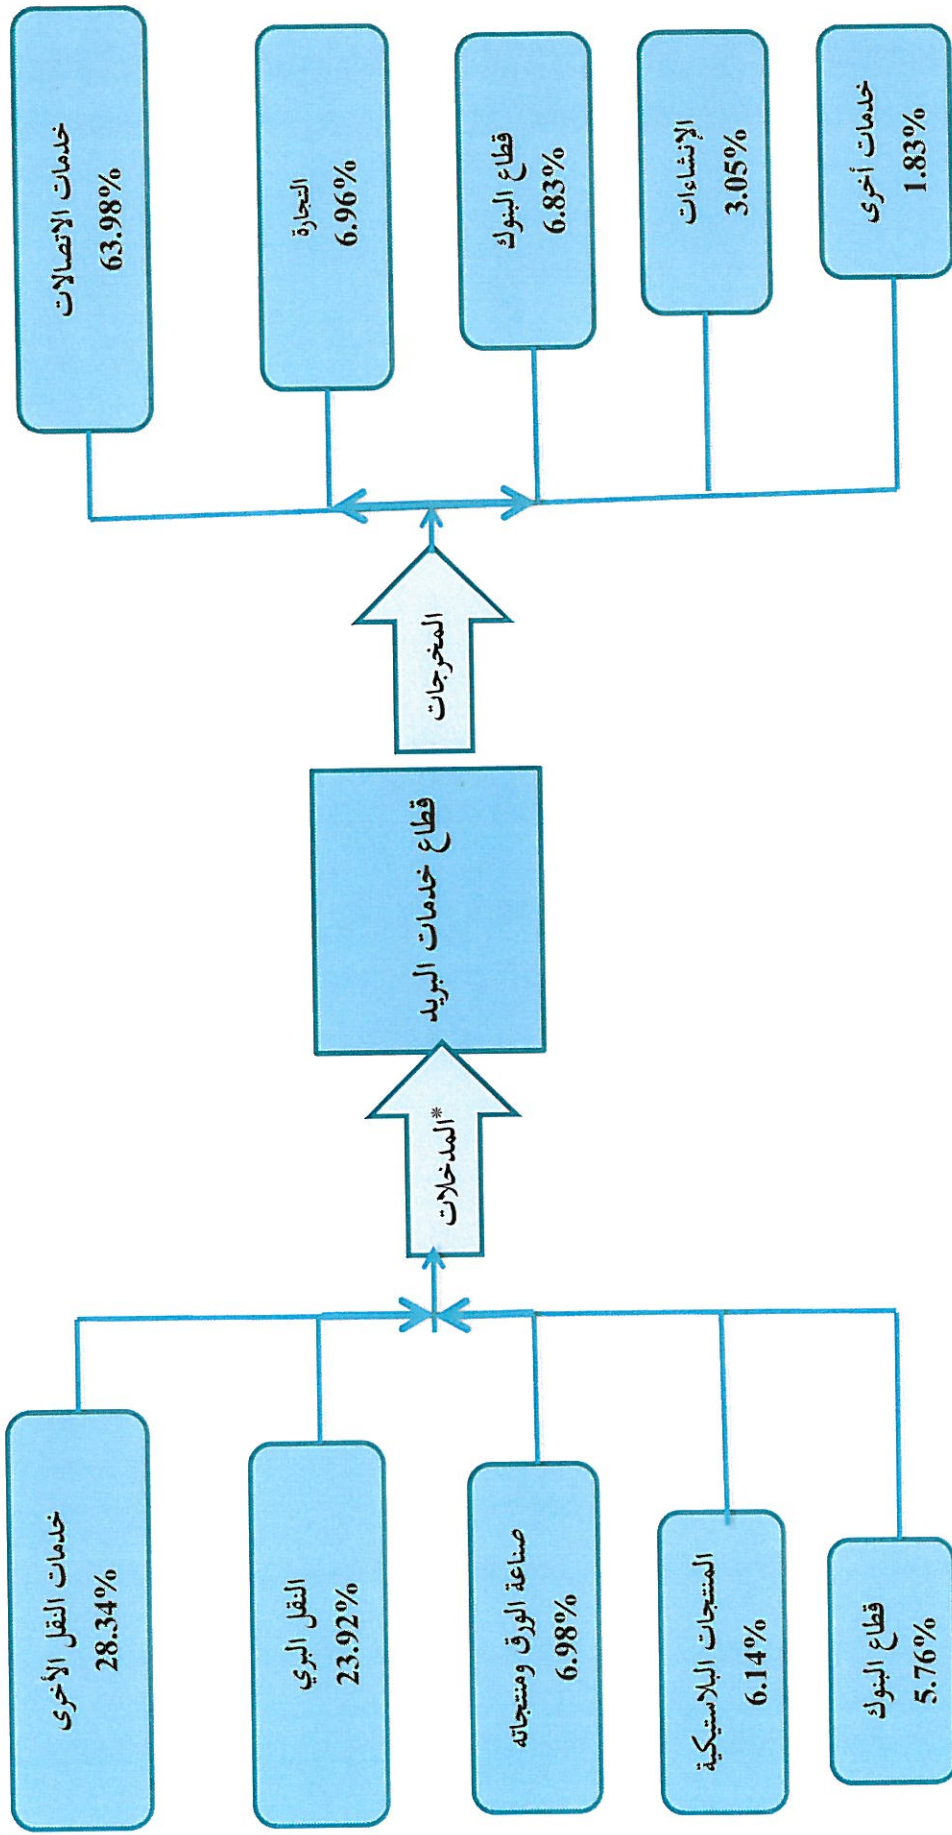 خدمات النقل الأخرى
28.34%
النقل البري
23.92%
صناعة الورق ومنتجاته
6.98%
المنتجات البلاستيكية
6.14%
قطاع البنوك
5.76%
المدخلات*
قطاع خدمات البريد
المخرجات
خدمات الاتصالات
63.98%
التجارة
6.96%
قطاع البنوك
6.83%
الإنشاءات
3.05%
خدمات أخرى
1.83%